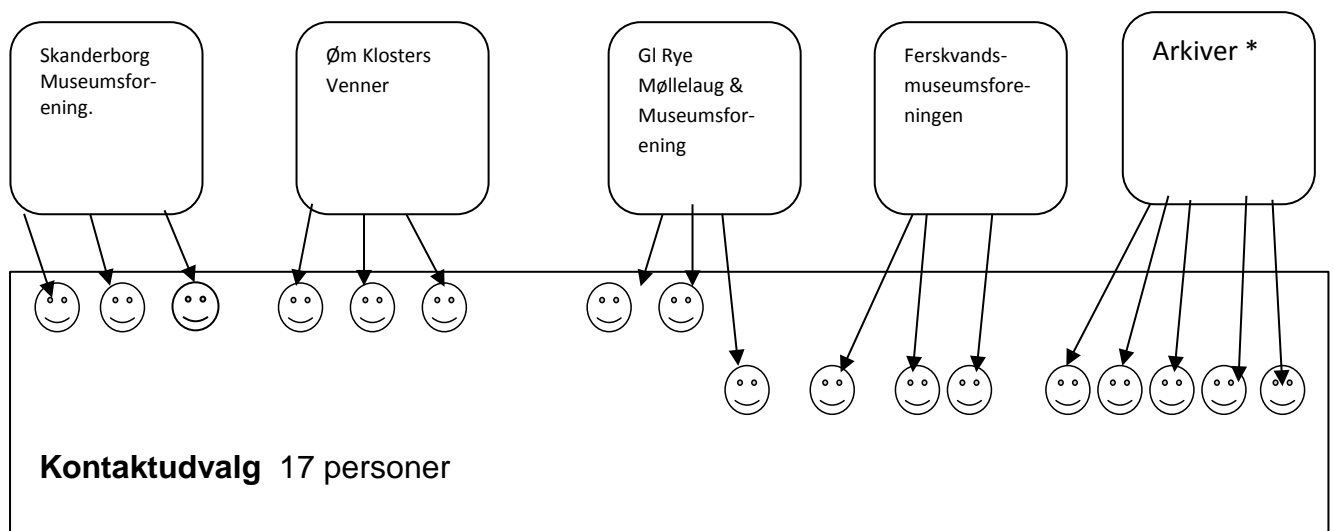 Skanderborg
Museumsfor-
ening.
Øm Klosters
Venner
Gl Rye
Møllelaug &
Museumsfor-
ening
Ferskvands-
museumsfore-
ningen
Arkiver *
Kontaktudvalg 17 personer